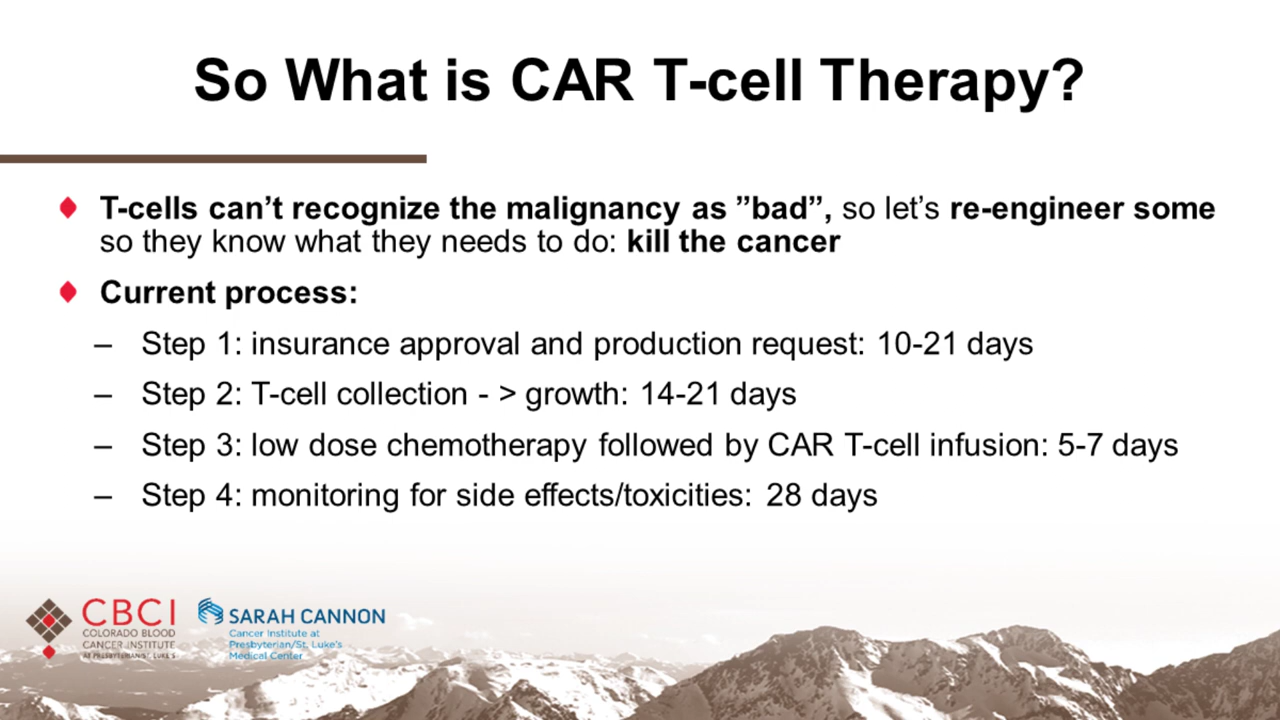 So What is CAR T-cell Therapy?
T-cells can’t recognize the malignancy as ”bad”, so let’s re-engineer some
so they know what they needs to do: kill the cancer
Current process:
– Step 1: insurance approval and production request: 10-21 days
– Step 2: T-cell collection - > growth: 14-21 days
– Step 3: low dose chemotherapy followed by CAR T-cell infusion: 5-7 days
– Step 4: monitoring for side effects/toxicities: 28 days
CBCI
COLORADO BLOOD
CANCER INSTITUTE
AT PRESBYTERIAN/ST. LUKE'S
SARAH CANNON
Cancer Institute at
Presbyterian/St. Luke's
Medical Center